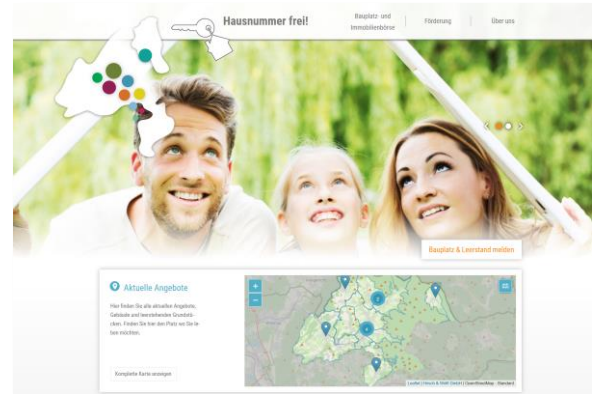 Hausnummer frei!
Bauplatz- und
Immobilienbörse
Förderung
Über uns
Bauplatz & Leerstand melden
Aktuelle Angebote
Hier finden Sie alle aktuellen Angebote,
Gebäude und leerstehenden Grundstü-
cken. Finden Sie hier den Platz wo Sie le-
ben möchten.
Komplette Karte anzeigen
+
−